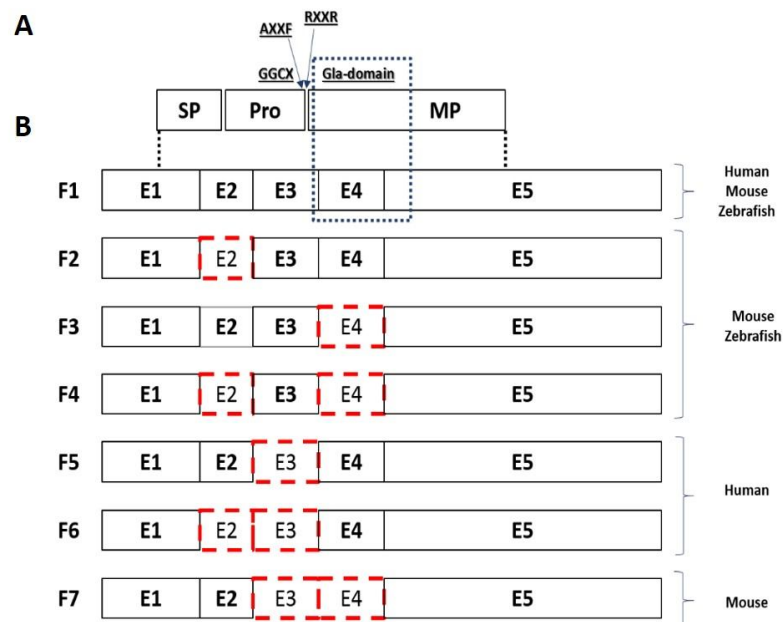 A
RXXR
AXXF
GGCX Gla-domain
SP Pro MP
B
F1 E1 E2 E3 E4 E5
Human
Mouse
Zebrafish
F2 E1 E2 E3 E4 E5
F3 E1 E2 E3 E4 E5
Mouse
Zebrafish
F4 E1 E2 E3 E4 E5
F5 E1 E2 E3 E4 E5
Human
F6 E1 E2 E3 E4 E5
F7 E1 E2 E3 E4 E5 Mouse